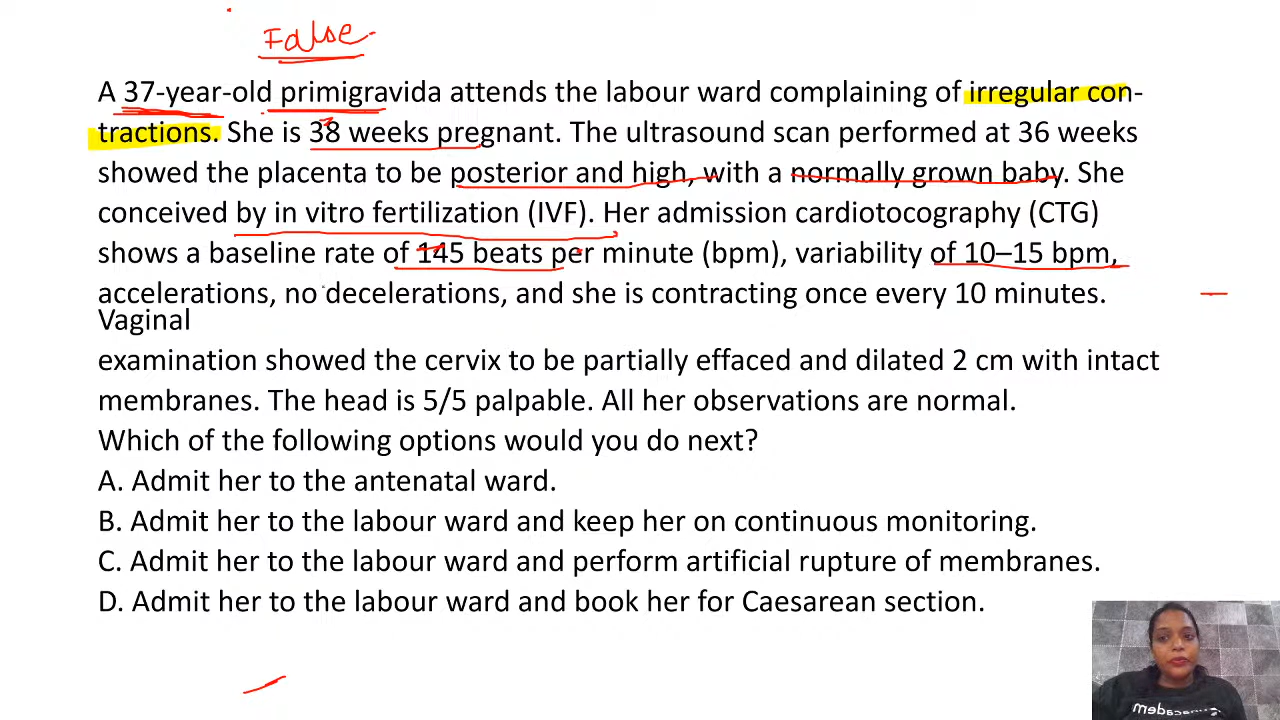 False
A 37-year-old primigravida attends the labour ward complaining of irregular con-
tractions. She is 38 weeks pregnant. The ultrasound scan performed at 36 weeks
showed the placenta to be posterior and high, with a normally grown baby. She
conceived by in vitro fertilization (IVF). Her admission cardiotocography (CTG)
shows a baseline rate of 145 beats per minute (bpm), variability of 10–15 bpm,
accelerations, no decelerations, and she is contracting once every 10 minutes.
Vaginal
examination showed the cervix to be partially effaced and dilated 2 cm with intact
membranes. The head is 5/5 palpable. All her observations are normal.
Which of the following options would you do next?
A. Admit her to the antenatal ward.
B. Admit her to the labour ward and keep her on continuous monitoring.
C. Admit her to the labour ward and perform artificial rupture of membranes.
D. Admit her to the labour ward and book her for Caesarean section.